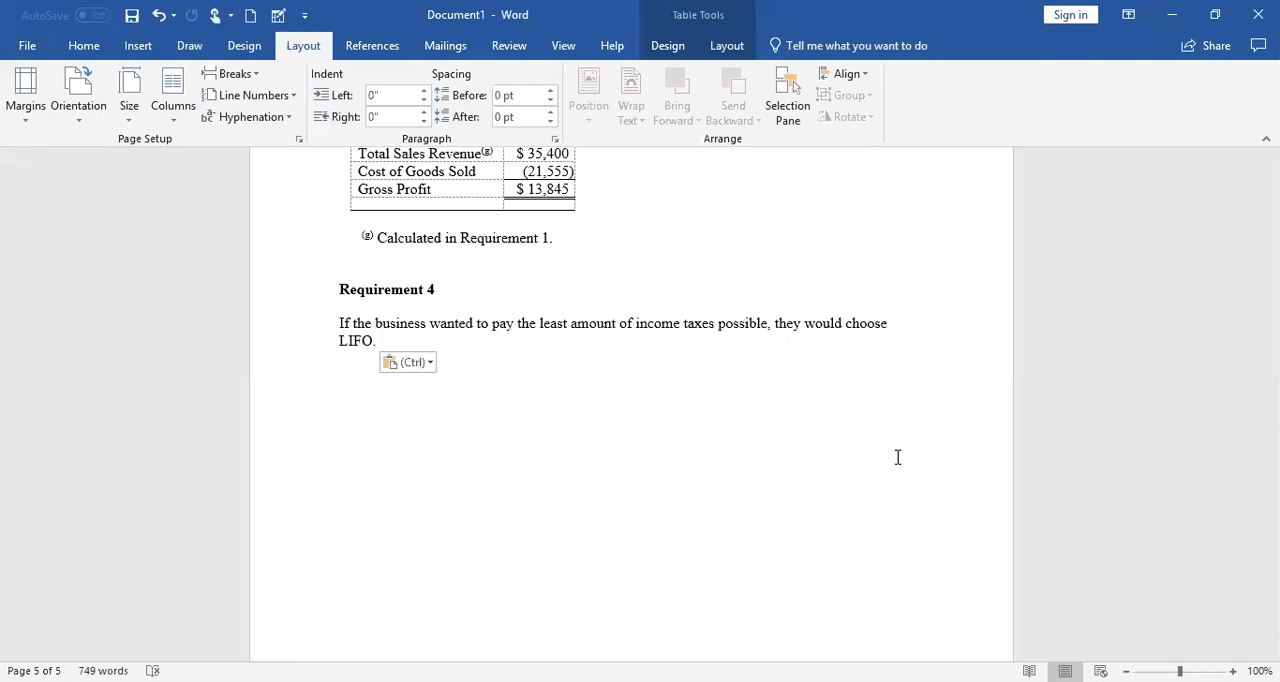 AutoSave Off
Document1 - Word
Table Tools
Sign in
File Home Insert Draw Design Layout References Mailings Review View Help Design Layout Tell me what you want to do Share
Margins
Orientation
Size
Columns
Breaks
Line Numbers
Hyphenation
Page Setup
Indent
Left: 0"
Right: 0"
Spacing
Before: 0 pt
After: 0 pt
Paragraph
Position
Wrap
Text
Bring
Forward
Send
Backward
Selection
Pane
Align
Group
Rotate
Arrange
Total Sales Revenue(g) $ 35,400
Cost of Goods Sold (21,555)
Gross Profit $ 13,845
(g) Calculated in Requirement 1.
Requirement 4
If the business wanted to pay the least amount of income taxes possible, they would choose
LIFO.
(Ctrl)
Page 5 of 5 749 words 100%